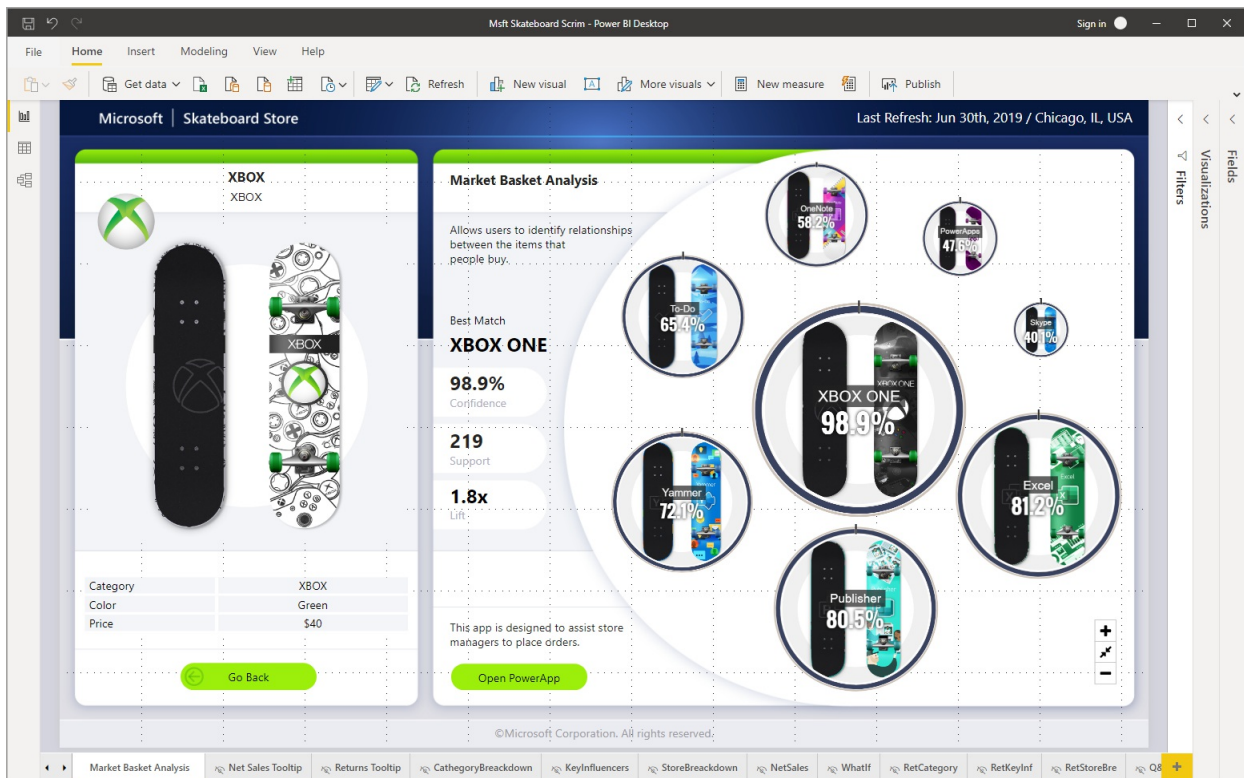 Msft Skateboard Scrim - Power BI Desktop
Sign in
File Home Insert Modeling View Help
Get data Refresh New visual More visuals New measure Publish
Microsoft | Skateboard Store
Last Refresh: Jun 30th, 2019 / Chicago, IL, USA
Filters
Visualizations
Fields
XBOX
XBOX
XBOX
Category XBOX
Color Green
Price $40
Go Back
Market Basket Analysis
Allows users to identify relationships
between the items that
people buy.
Best Match
XBOX ONE
98.9%
Confidence
219
Support
1.8x
Lift
This app is designed to assist store
managers to place orders.
Open PowerApp
OneNote
58.2%
PowerApps
47.6%
To-Do
65.4%
Skype
40.1%
XBOX ONE
XBOX ONE
98.9%
Yammer
72.1%
Excel
Excel
81.2%
Publisher
80.5%
©Microsoft Corporation. All rights reserved.
Market Basket Analysis Net Sales Tooltip Returns Tooltip CathegoryBreakdown KeyInfluencers StoreBreakdown NetSales WhatIf RetCategory RetKeyInf RetStoreBre Q&